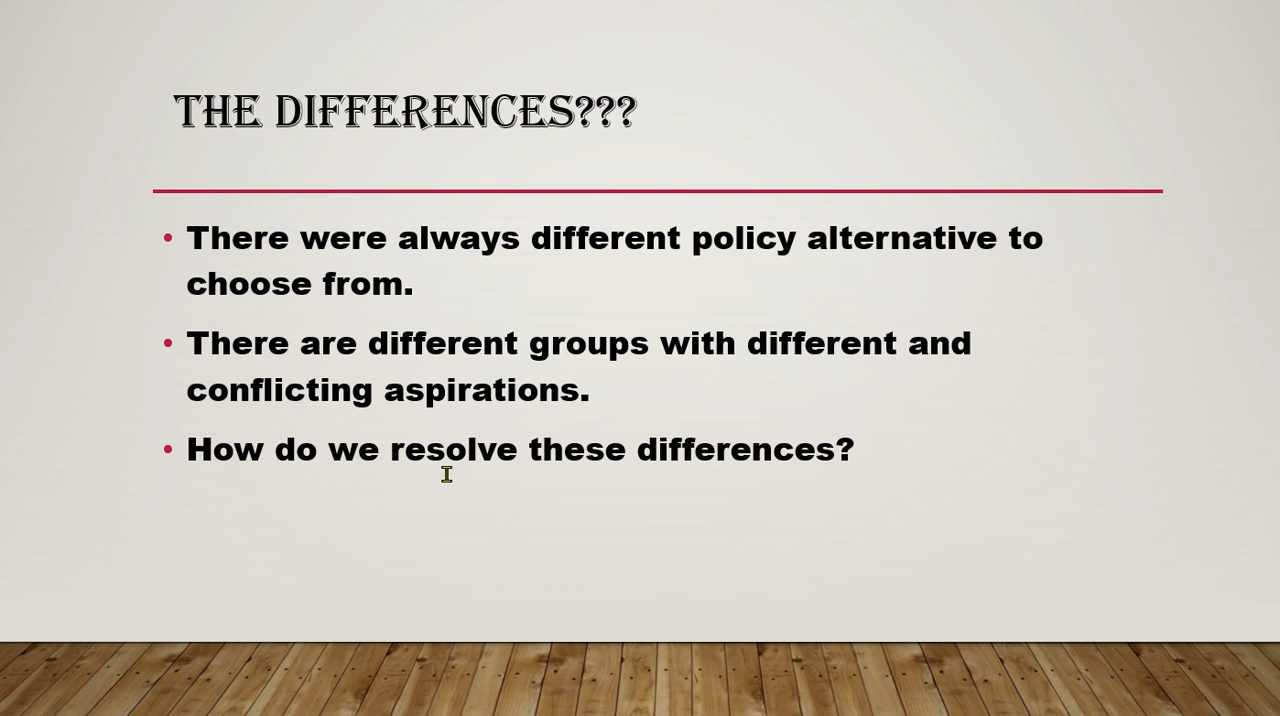 THE DIFFERENCES???
• There were always different policy alternative to
choose from.
• There are different groups with different and
conflicting aspirations.
• How do we resolve these differences?